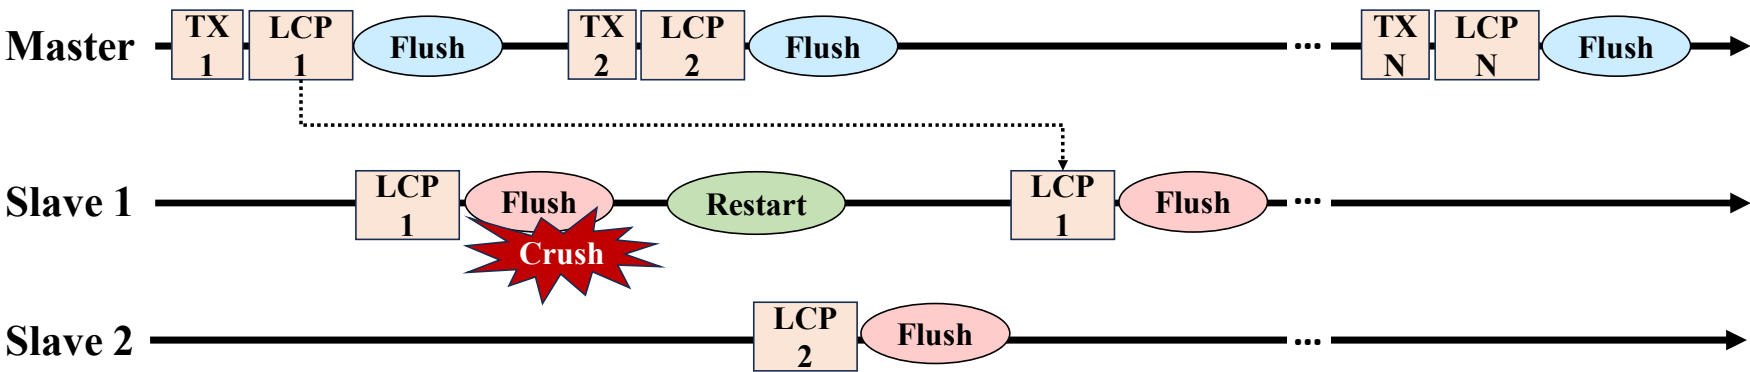 Master
TX
1
LCP
1
Flush
TX
2
LCP
2
Flush
...
TX
N
LCP
N
Flush
Slave 1
LCP
1
Flush
Crush
Restart
LCP
1
Flush
...
Slave 2
LCP
2
Flush
...